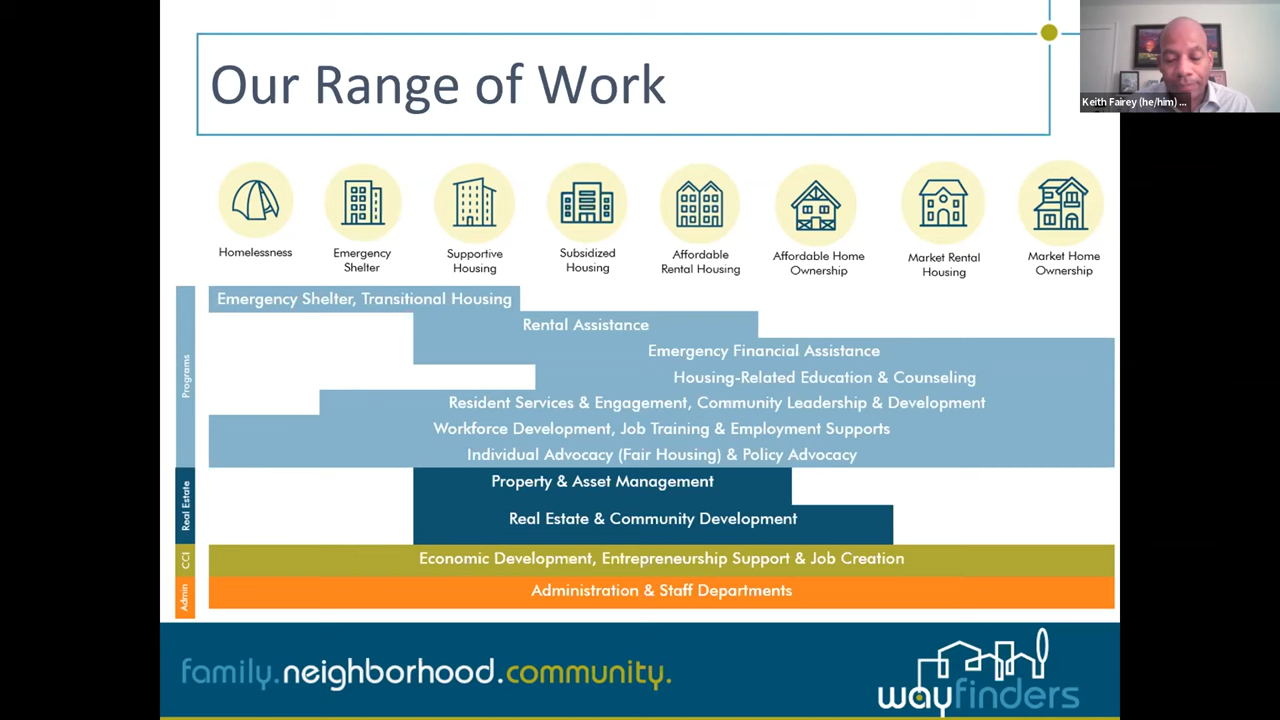 Our Range of Work
Keith Fairey (he/him) ...
Homelessness
Emergency
Shelter
Supportive
Housing
Subsidized
Housing
Affordable
Rental Housing
Affordable Home
Ownership
Market Rental
Housing
Market Home
Ownership
Programs
Emergency Shelter, Transitional Housing
Rental Assistance
Emergency Financial Assistance
Housing-Related Education & Counseling
Resident Services & Engagement, Community Leadership & Development
Workforce Development, Job Training & Employment Supports
Individual Advocacy (Fair Housing) & Policy Advocacy
Real Estate
Property & Asset Management
Real Estate & Community Development
CCI
Economic Development, Entrepreneurship Support & Job Creation
Admin
Administration & Staff Departments
family.neighborhood.community.
wayfinders